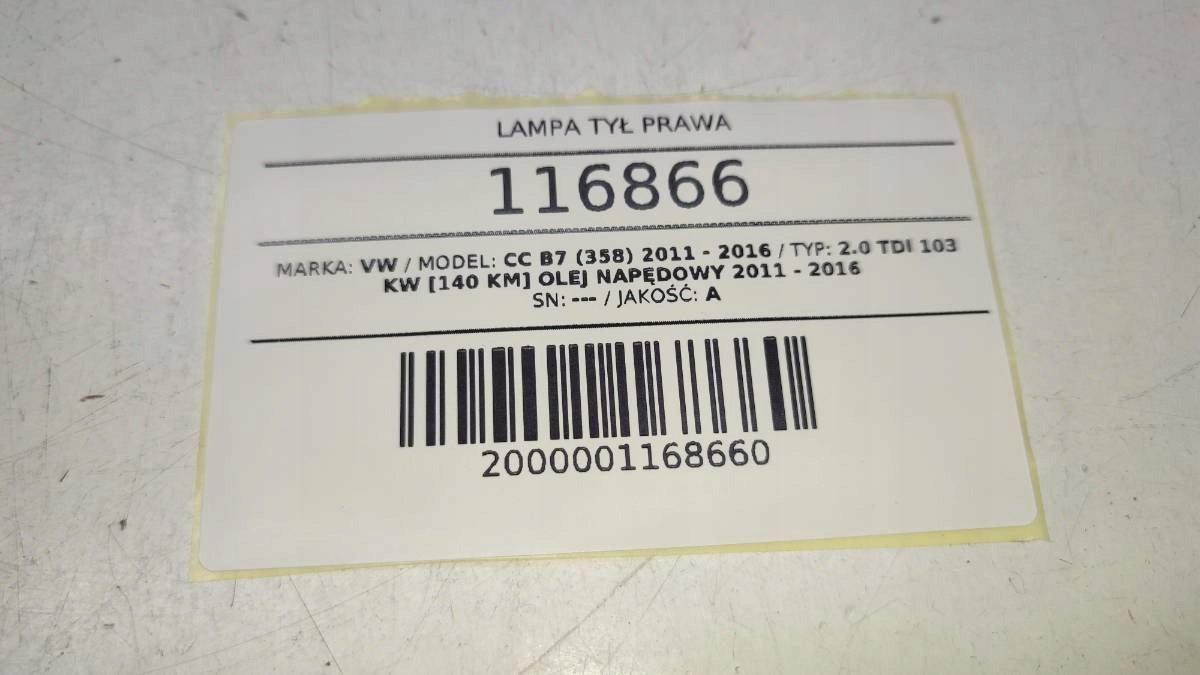 LAMPA TYŁ PRAWA
116866
MARKA: VW / MODEL: CC B7 (358) 2011 - 2016 / TYP: 2.0 TDI 103
KW [140 KM] OLEJ NAPĘDOWY 2011 - 2016
SN: --- / JAKOŚĆ: A
2000001168660